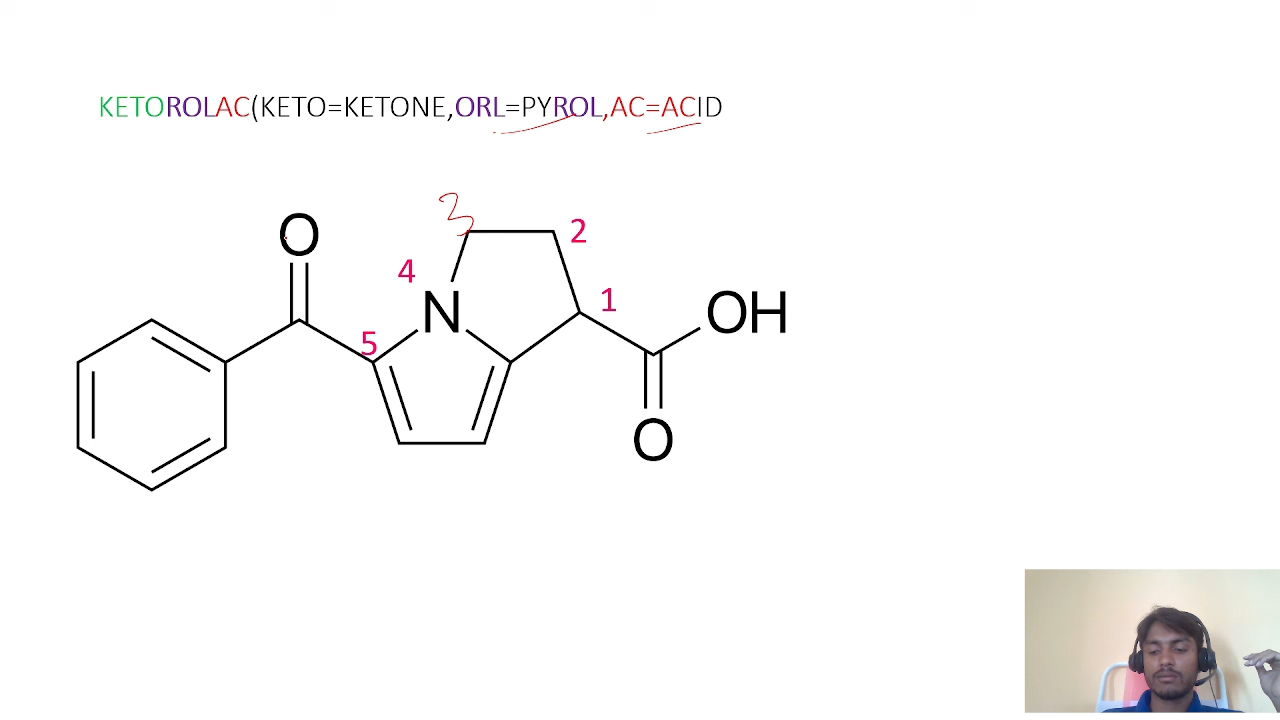 KETOROLAC(KETO=KETONE,ORL=PYROL,AC=ACID
3
O
2
4
N
1
OH
5
O